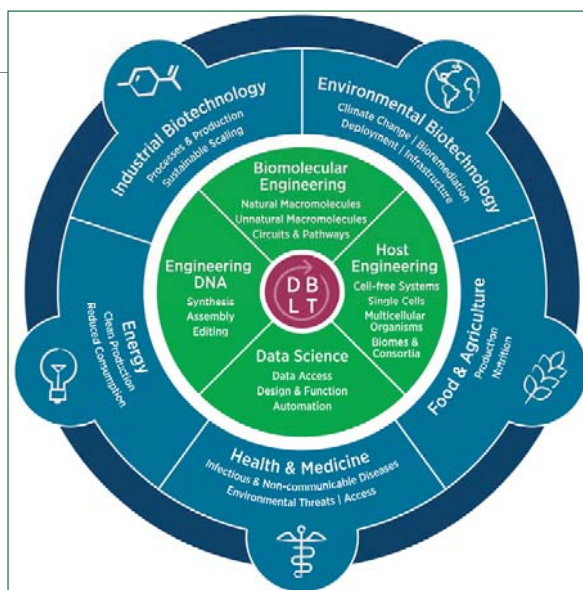 Industrial Biotechnology
Processes & Production
Sustainable Scaling
Environmental Biotechnology
Climate Change | Bioremediation
Deployment | Infrastructure
Biomolecular
Engineering
Natural Macromolecules
Unnatural Macromolecules
Circuits & Pathways
Engineering
DNA
Synthesis
Assembly
Editing
D B
L T
Host
Engineering
Cell-free Systems
Single Cells
Multicellular
Organisms
Biomes &
Consortia
Data Science
Data Access
Design & Function
Automation
Energy
Clean Production
Reduced Consumption
Food & Agriculture
Production
Nutrition
Health & Medicine
Infectious & Non-communicable Diseases
Environmental Threats | Access